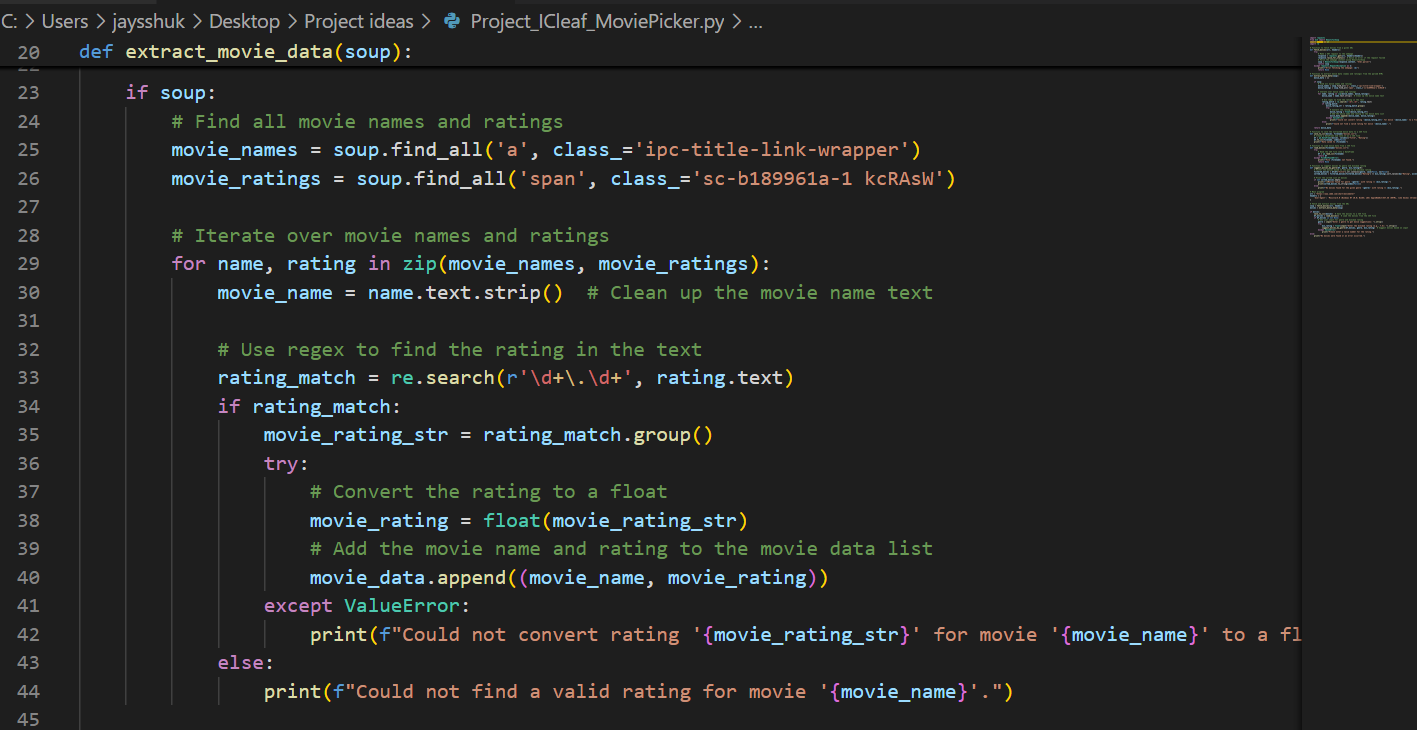 C: > Users > jaysshuk > Desktop > Project ideas > Project_ICleaf_MoviePicker.py > ...
20 def extract_movie_data(soup):
23 if soup:
24 # Find all movie names and ratings
25 movie_names = soup.find_all('a', class_='ipc-title-link-wrapper')
26 movie_ratings = soup.find_all('span', class_='sc-b189961a-1 kcRAsW')
27
28 # Iterate over movie names and ratings
29 for name, rating in zip(movie_names, movie_ratings):
30 movie_name = name.text.strip()  # Clean up the movie name text
31
32 # Use regex to find the rating in the text
33 rating_match = re.search(r'\d+\.\d+', rating.text)
34 if rating_match:
35 movie_rating_str = rating_match.group()
36 try:
37 # Convert the rating to a float
38 movie_rating = float(movie_rating_str)
39 # Add the movie name and rating to the movie data list
40 movie_data.append((movie_name, movie_rating))
41 except ValueError:
42 print(f"Could not convert rating '{movie_rating_str}' for movie '{movie_name}' to a fl
43 else:
44 print(f"Could not find a valid rating for movie '{movie_name}'.")
45